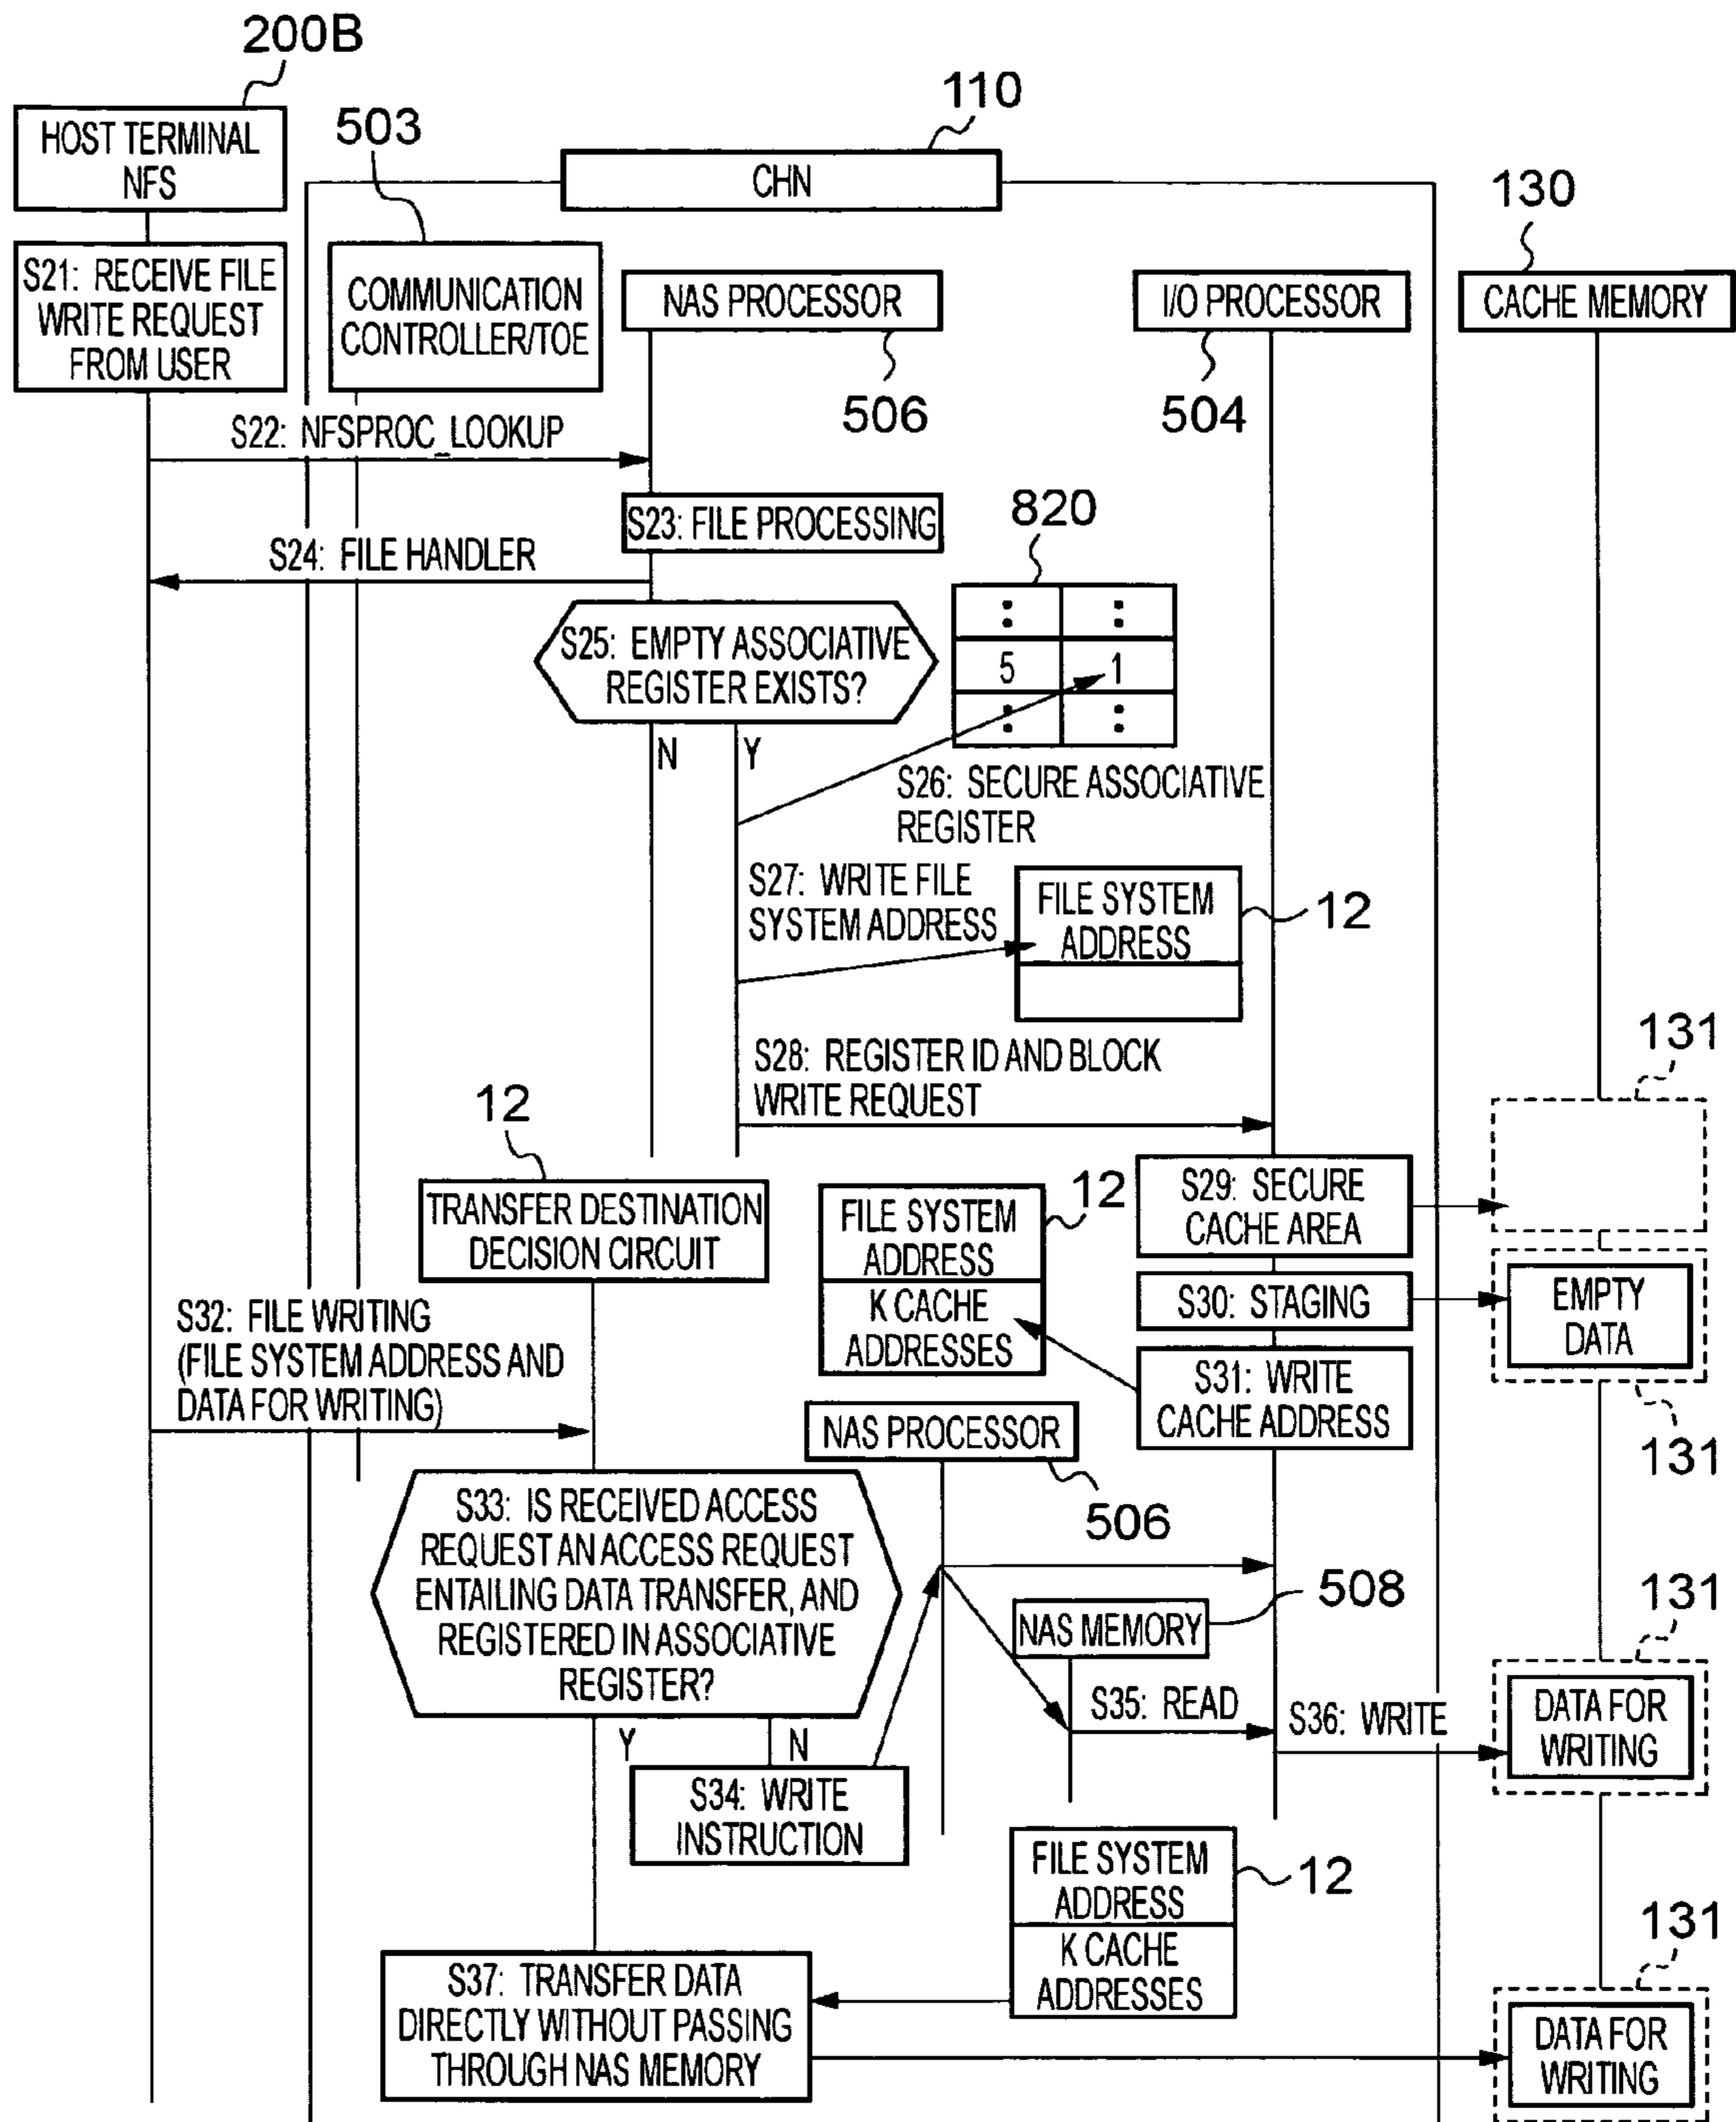 200B
HOST TERMINAL
NFS
503
110
CHN
130
S21: RECEIVE FILE
WRITE REQUEST
FROM USER
COMMUNICATION
CONTROLLER/TOE
NAS PROCESSOR
506
I/O PROCESSOR
504
CACHE MEMORY
S22: NFSPROC_LOOKUP
S23: FILE PROCESSING
820
S24: FILE HANDLER
S25: EMPTY ASSOCIATIVE
REGISTER EXISTS?
5 1
N Y
S26: SECURE ASSOCIATIVE
REGISTER
S27: WRITE FILE
SYSTEM ADDRESS
FILE SYSTEM
ADDRESS
12
S28: REGISTER ID AND BLOCK
WRITE REQUEST
131
12
TRANSFER DESTINATION
DECISION CIRCUIT
FILE SYSTEM
ADDRESS
K CACHE
ADDRESSES
12
S29: SECURE
CACHE AREA
S30: STAGING
EMPTY
DATA
131
S31: WRITE
CACHE ADDRESS
S32: FILE WRITING
(FILE SYSTEM ADDRESS AND
DATA FOR WRITING)
NAS PROCESSOR
506
S33: IS RECEIVED ACCESS
REQUEST AN ACCESS REQUEST
ENTAILING DATA TRANSFER, AND
REGISTERED IN ASSOCIATIVE
REGISTER?
NAS MEMORY
508
131
S35: READ
S36: WRITE
DATA FOR
WRITING
Y N
S34: WRITE
INSTRUCTION
FILE SYSTEM
ADDRESS
K CACHE
ADDRESSES
12
131
S37: TRANSFER DATA
DIRECTLY WITHOUT PASSING
THROUGH NAS MEMORY
DATA FOR
WRITING